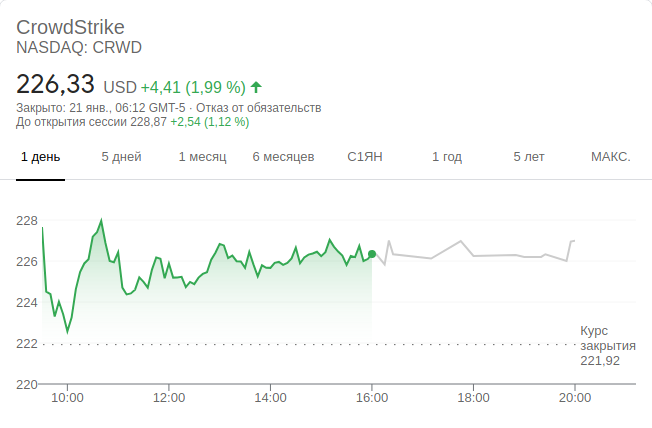 CrowdStrike
NASDAQ: CRWD
226,33 USD +4,41 (1,99 %)
Закрыто: 21 янв., 06:12 GMT-5 · Отказ от обязательств
До открытия сессии 228,87 +2,54 (1,12 %)
1 день 5 дней 1 месяц 6 месяцев С1ЯН 1 год 5 лет МАКС.
228
226
224
Курс
222 закрытия
221,92
220
10:00 12:00 14:00 16:00 18:00 20:00